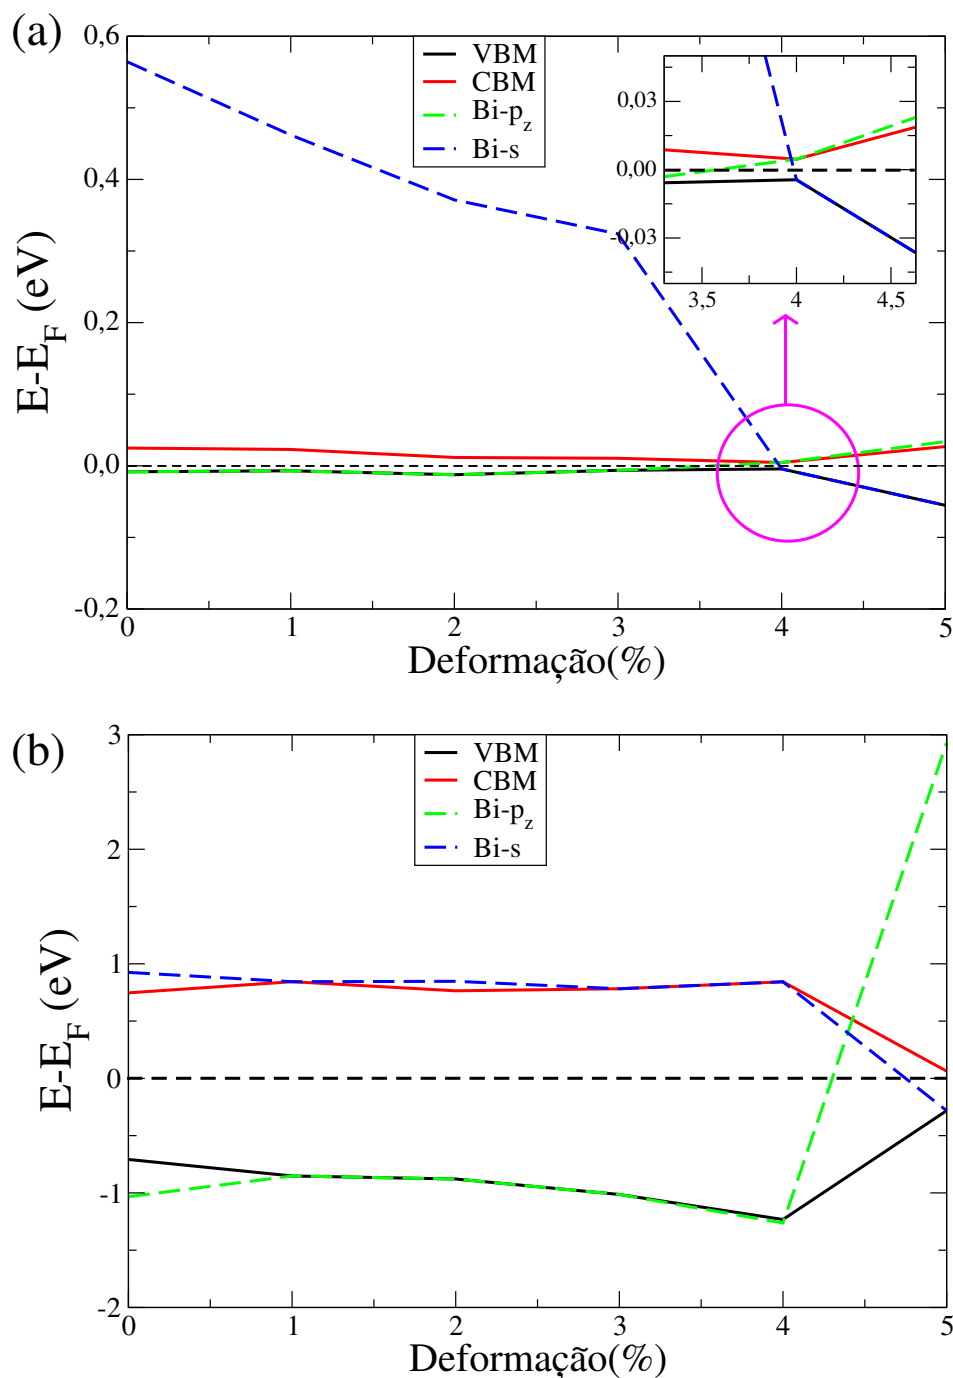 (a)
0,6
0,4
0,2
0,0
-0,2
E-E_F (eV)
VBM
CBM
Bi-p_z
Bi-s
0,03
0,00
-0,03
3,5 4 4,5
0 1 2 3 4 5
Deformação(%)
(b)
3
2
1
0
-1
-2
E-E_F (eV)
VBM
CBM
Bi-p_z
Bi-s
0 1 2 3 4 5
Deformação(%)